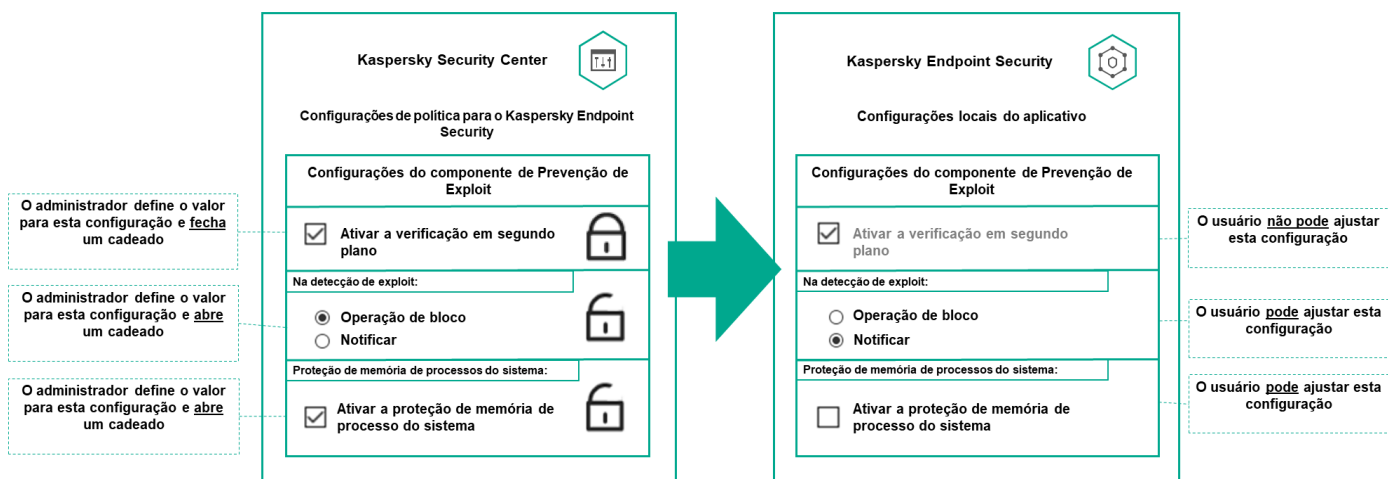 Kaspersky Security Center
Configurações de política para o Kaspersky Endpoint
Security
Configurações do componente de Prevenção de
Exploit
O administrador define o valor
para esta configuração e fecha
um cadeado
Ativar a verificação em segundo
plano
Na detecção de exploit:
O administrador define o valor
para esta configuração e abre
um cadeado
Operação de bloco
Notificar
Proteção de memória de processos do sistema:
O administrador define o valor
para esta configuração e abre
um cadeado
Ativar a proteção de memória de
processo do sistema
Kaspersky Endpoint Security
Configurações locais do aplicativo
Configurações do componente de Prevenção de
Exploit
Ativar a verificação em segundo
plano
O usuário não pode ajustar
esta configuração
Na detecção de exploit:
Operação de bloco
Notificar
O usuário pode ajustar esta
configuração
Proteção de memória de processos do sistema:
Ativar a proteção de memória de
processo do sistema
O usuário pode ajustar esta
configuração